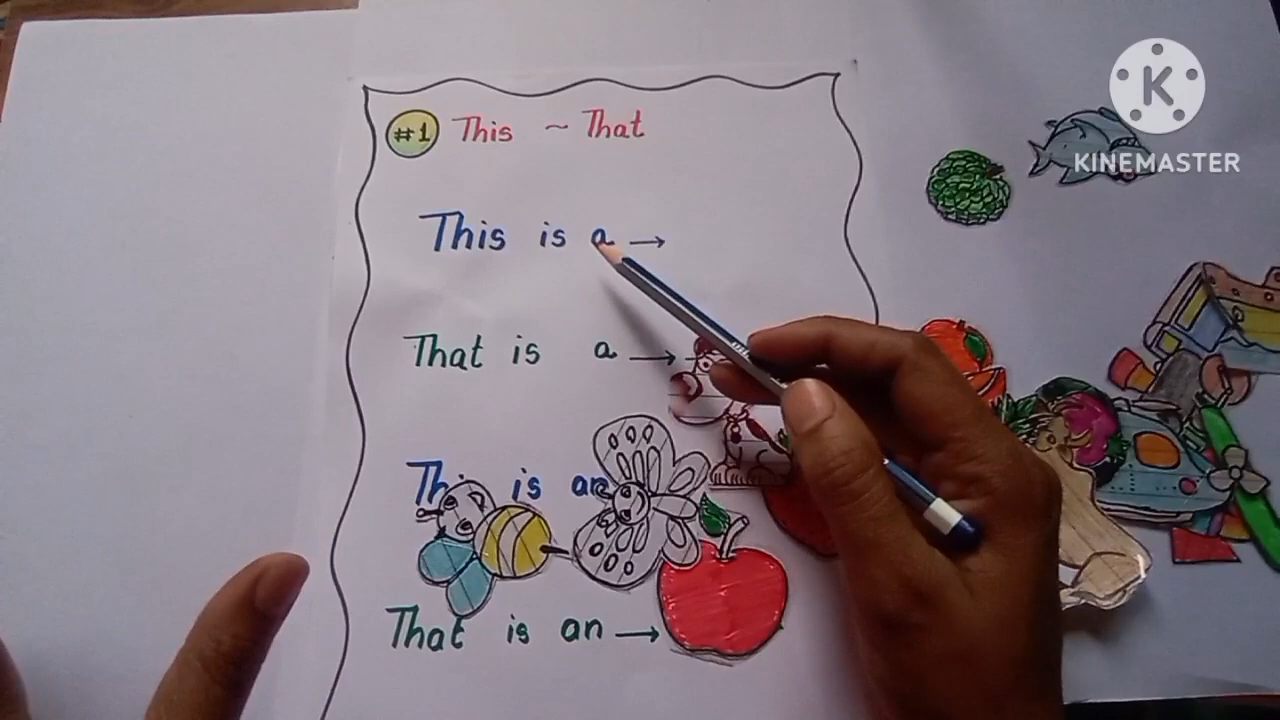 #1 This ~ That
This is a →
That is a →
is an
That is an →
K
KINEMASTER